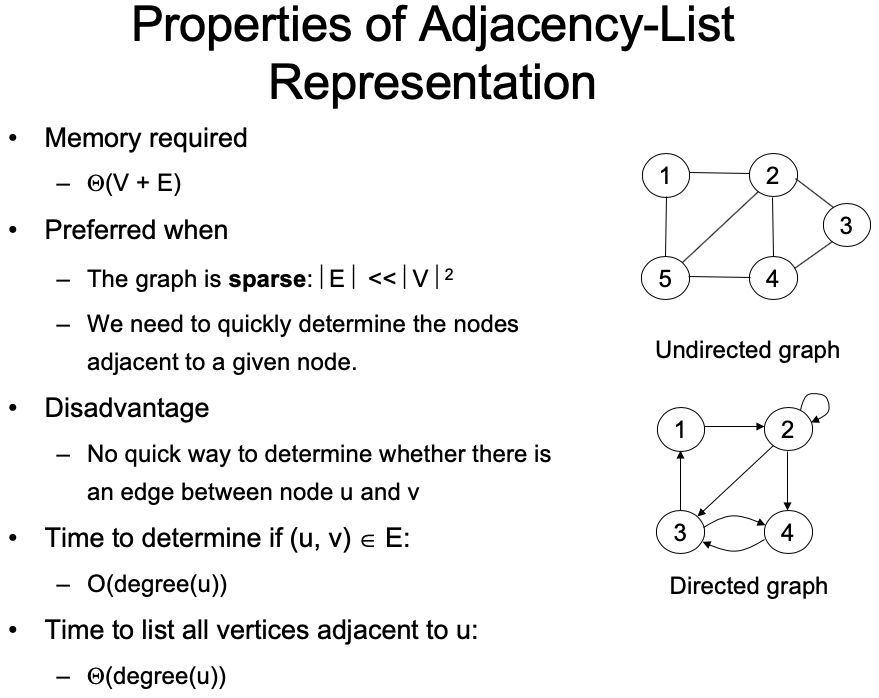 Properties of Adjacency-List
Representation
• Memory required
– Θ(V + E)
• Preferred when
– The graph is sparse: |E| <<|V|²
– We need to quickly determine the nodes
adjacent to a given node.
• Disadvantage
– No quick way to determine whether there is
an edge between node u and v
• Time to determine if (u, v) ∈ E:
– O(degree(u))
• Time to list all vertices adjacent to u:
– Θ(degree(u))
1 2
3
5 4
Undirected graph
1 2
3 4
Directed graph